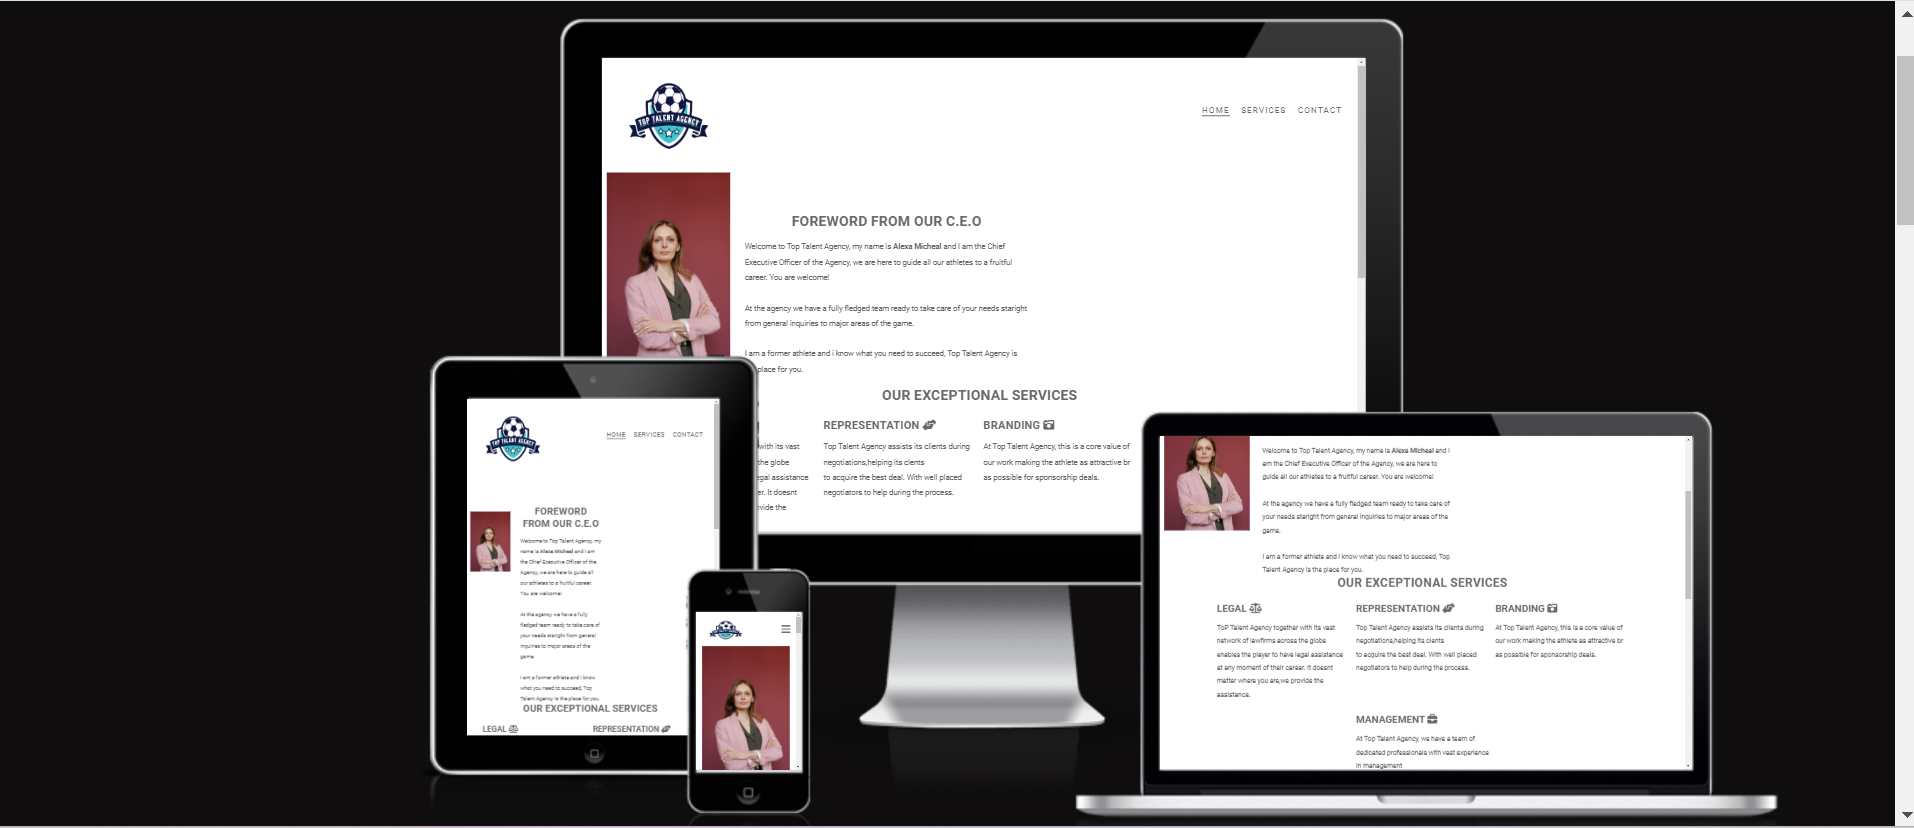 TOP TALENT AGENCY
HOME SERVICES CONTACT
FOREWORD FROM OUR C.E.O
Welcome to Top Talent Agency, my name is Alexa Micheal and I am the Chief
Executive Officer of the Agency, we are here to guide all our athletes to a fruitful
career. You are welcome!
At the agency we have a fully fledged team ready to take care of your needs staright
from general inquiries to major areas of the game.
I am a former athlete and i know what you need to succeed, Top Talent Agency is
place for you.
OUR EXCEPTIONAL SERVICES
with its vast
the globe
egal assistance
er. It doesnt
ovide the
REPRESENTATION
Top Talent Agency assists its clients during
negotiations,helping its clents
to acquire the best deal. With well placed
negotiators to help during the process.
BRANDING
At Top Talent Agency, this is a core value of
our work making the athlete as attractive br
as possible for sponsorship deals.
TOP TALENT AGENCY
HOME SERVICES CONTACT
FOREWORD
FROM OUR C.E.O
Welcome to Top Talent Agency, my
name is Alexa Micheal and I am
the Chief Executive Officer of the
Agency, we are here to guide all
our athletes to a fruitful career.
You are welcome!
At the agency we have a fully
fledged team ready to take care of
your needs staright from general
inquiries to major areas of the
game.
I am a former athlete and i know
what you need to succeed, Top
Talent Agency is the place for you.
OUR EXCEPTIONAL SERVICES
LEGAL
REPRESENTATION
Welcome to Top Talent Agency, my name is Alexa Micheal and I
am the Chief Executive Officer of the Agency, we are here to
guide all our athletes to a fruitful career. You are welcome!
At the agency we have a fully fledged team ready to take care of
your needs staright from general inquiries to major areas of the
game.
I am a former athlete and i know what you need to succeed, Top
Talent Agency is the place for you.
OUR EXCEPTIONAL SERVICES
LEGAL
ToP Talent Agency together with its vast
network of lawfirms across the globe
enables the player to have legal assistance
at any moment of their career. It doesnt
matter where you are,we provide the
assistance.
REPRESENTATION
Top Talent Agency assists its clients during
negotiations,helping its clents
to acquire the best deal. With well placed
negotiators to help during the process.
BRANDING
At Top Talent Agency, this is a core value of
our work making the athlete as attractive br
as possible for sponsorship deals.
MANAGEMENT
At Top Talent Agency, we have a team of
dedicated professionals with vast experience
in management